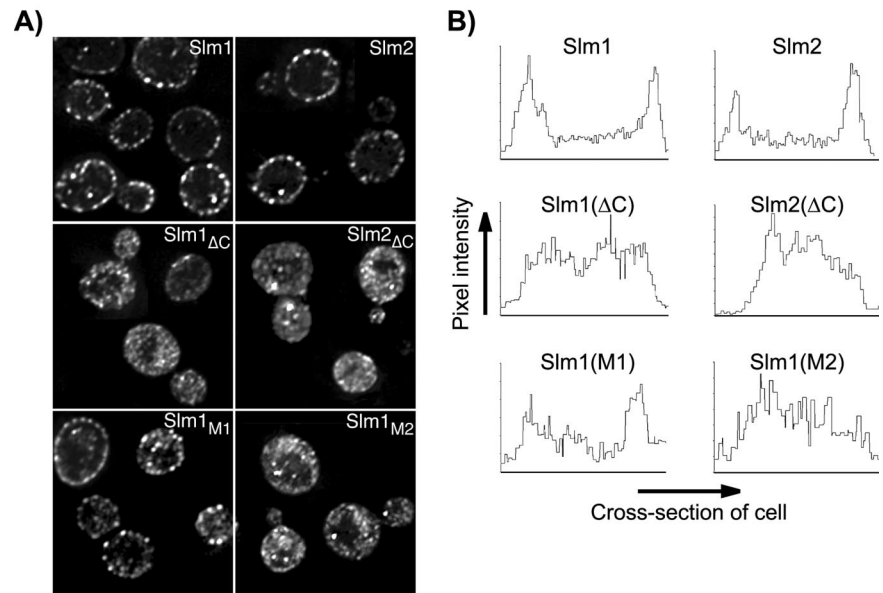 A)
Slm1
Slm2
Slm1ΔC
Slm2ΔC
Slm1M1
Slm1M2
B)
Slm1
Slm2
Slm1(ΔC)
Slm2(ΔC)
Slm1(M1)
Slm1(M2)
Pixel intensity
Cross-section of cell